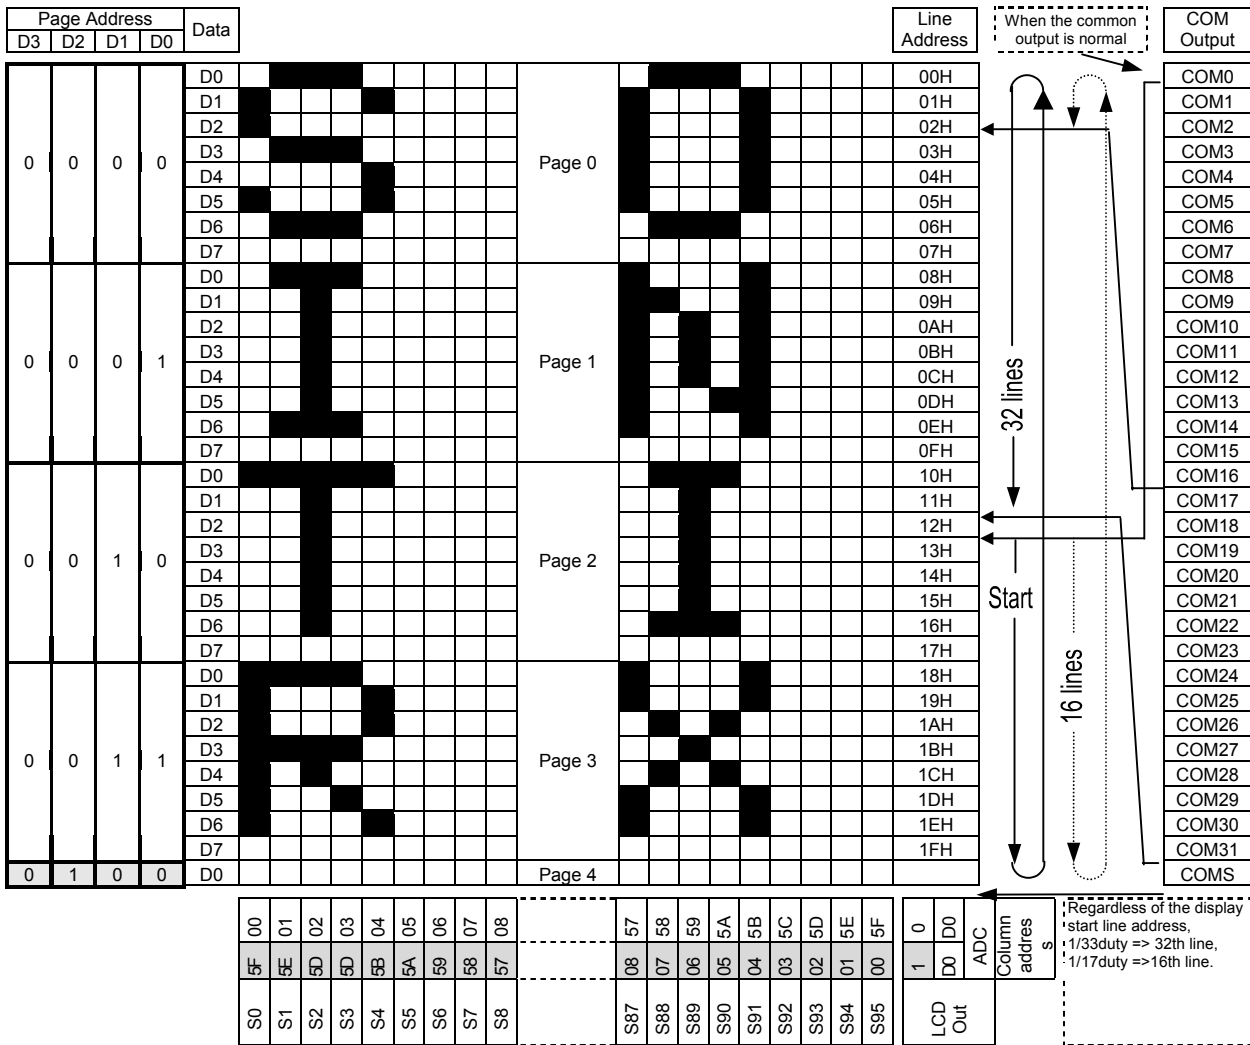 Page Address Data Line Address When the common output is normal COM Output
D3 D2 D1 D0
D0 00H COM0
D1 01H COM1
D2 02H COM2
D3 03H COM3
0 0 0 0 Page 0
D4 04H COM4
D5 05H COM5
D6 06H COM6
D7 07H COM7
D0 08H COM8
D1 09H COM9
D2 0AH COM10
D3 0BH COM11
0 0 0 1 Page 1
D4 0CH COM12
D5 0DH COM13
D6 0EH COM14
D7 0FH COM15
32 lines
D0 10H COM16
D1 11H COM17
D2 12H COM18
D3 13H COM19
0 0 1 0 Page 2
D4 14H COM20
D5 15H COM21
D6 16H COM22
D7 17H COM23
Start
D0 18H COM24
D1 19H COM25
D2 1AH COM26
D3 1BH COM27
0 0 1 1 Page 3
D4 1CH COM28
D5 1DH COM29
D6 1EH COM30
D7 1FH COM31
16 lines
0 1 0 0 D0 Page 4 COMS
00 01 02 03 04 05 06 07 08 57 58 59 5A 5B 5C 5D 5E 5F 0 D0
5F 5E 5D 5D 5B 5A 59 58 57 08 07 06 05 04 03 02 01 00 1 D0
ADC
Column
addres
s
S0 S1 S2 S3 S4 S5 S6 S7 S8 S87 S88 S89 S90 S91 S92 S93 S94 S95 LCD Out
Regardless of the display
start line address,
1/33duty => 32th line,
1/17duty =>16th line.